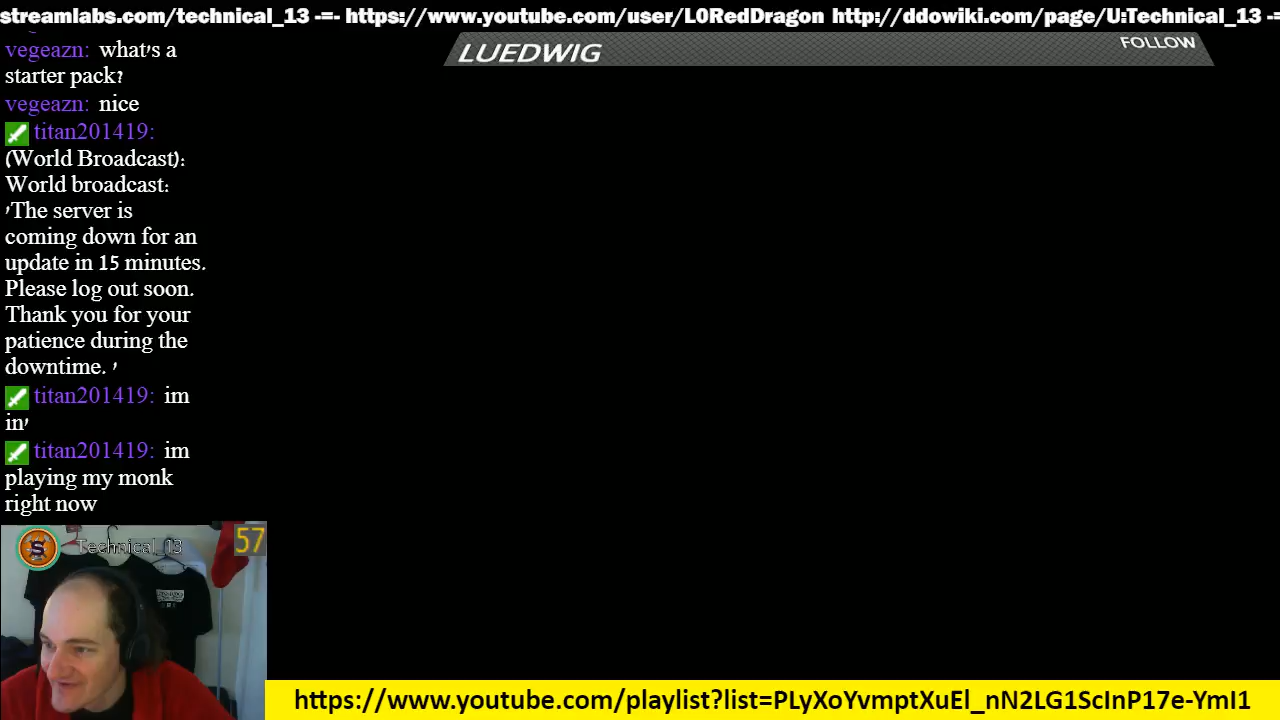 streamlabs.com/technical_13 -=- https://www.youtube.com/user/L0RedDragon http://ddowiki.com/page/U:Technical_13 -=
LUEDWIG
FOLLOW
vegeazn: what's a
starter pack?
vegeazn: nice
titan201419:
(World Broadcast):
World broadcast:
'The server is
coming down for an
update in 15 minutes.
Please log out soon.
Thank you for your
patience during the
downtime. '
titan201419: im
in'
titan201419: im
playing my monk
right now
S
Technical_13
57
https://www.youtube.com/playlist?list=PLyXoYvmptXuEl_nN2LG1ScInP17e-YmI1